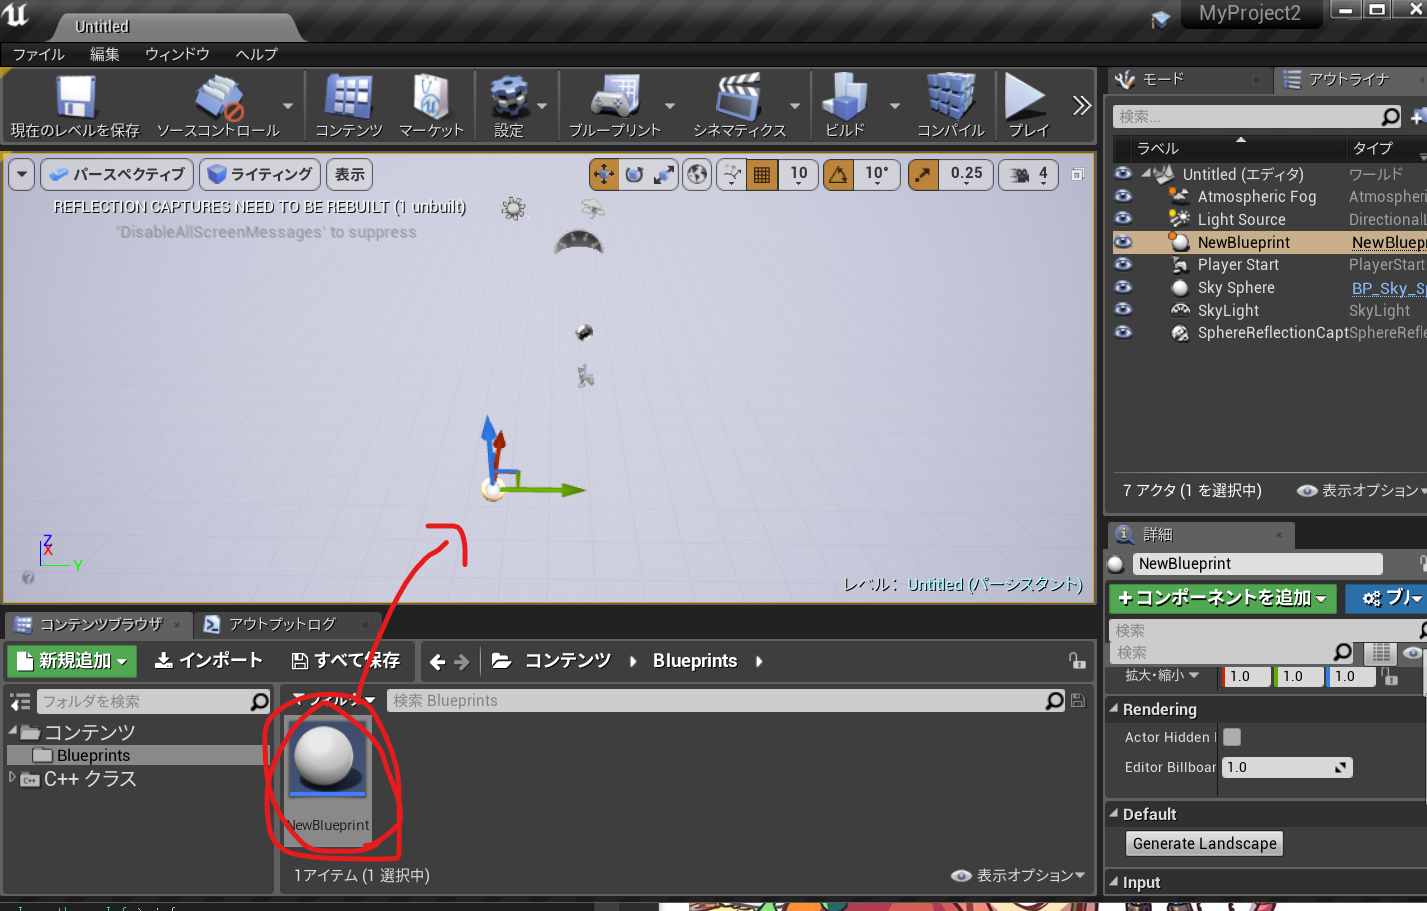 Untitled
MyProject2
ファイル 編集 ウィンドウ ヘルプ
現在のレベルを保存 ソースコントロール コンテンツ マーケット 設定 ブループリント シネマティクス ビルド コンパイル プレイ
パースペクティブ ライティング 表示 10 10° 0.25 4
REFLECTION CAPTURES NEED TO BE REBUILT (1 unbuilt)
'DisableAllScreenMessages' to suppress
Z
X
Y
レベル: Untitled (パーシスタント)
モード アウトライナ
検索...
ラベル タイプ
Untitled (エディタ) ワールド
Atmospheric Fog Atmospheri
Light Source DirectionalL
NewBlueprint NewBluepr
Player Start PlayerStart
Sky Sphere BP_Sky_Sp
SkyLight SkyLight
SphereReflectionCapt SphereRefle
7 アクタ (1 を選択中) 表示オプション
詳細
NewBlueprint
+コンポーネントを追加 ブル
検索
検索
拡大・縮小 1.0 1.0 1.0
Rendering
Actor Hidden
Editor Billboar 1.0
Default
Generate Landscape
Input
コンテンツブラウザ アウトプットログ
新規追加 インポート すべて保存 コンテンツ Blueprints
フォルダを検索 フィルタ 検索 Blueprints
コンテンツ
Blueprints
C++ クラス
NewBlueprint
1アイテム (1 選択中) 表示オプション